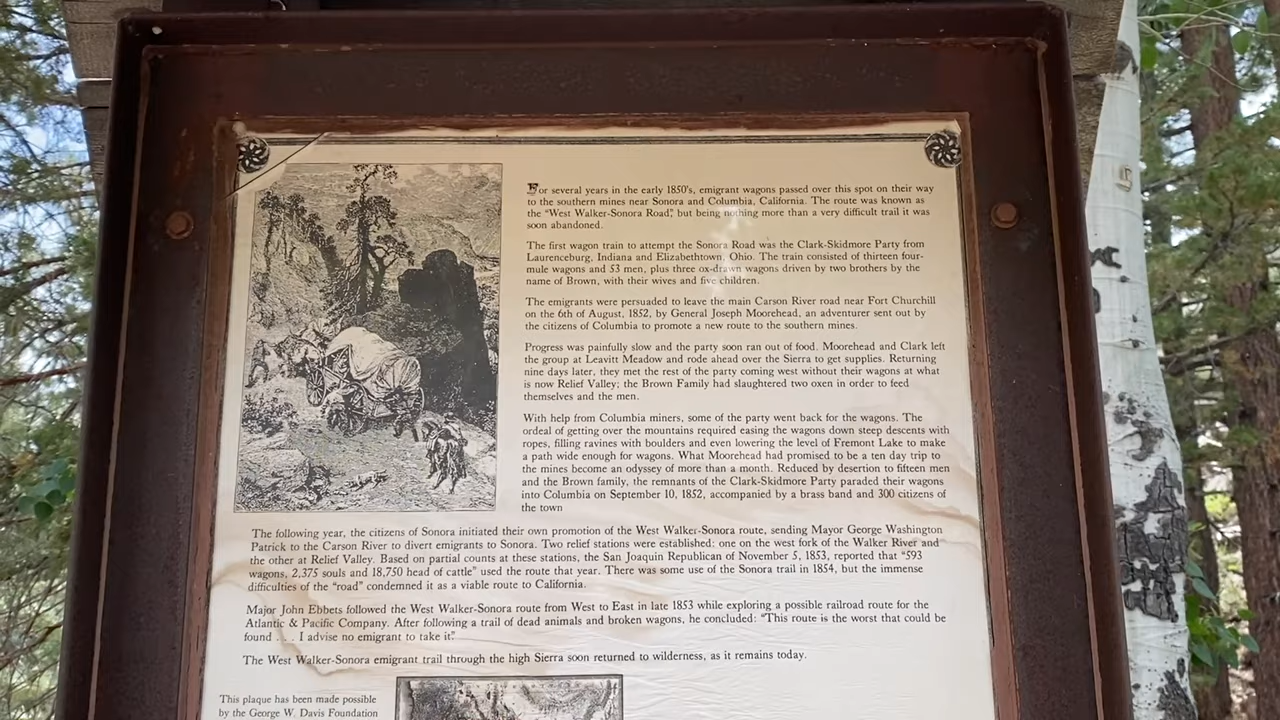 For several years in the early 1850's, emigrant wagons passed over this spot on their way
to the southern mines near Sonora and Columbia, California. The route was known as
the "West Walker-Sonora Road," but being nothing more than a very difficult trail it was
soon abandoned.
The first wagon train to attempt the Sonora Road was the Clark-Skidmore Party from
Laurenceburg, Indiana and Elizabethtown, Ohio. The train consisted of thirteen four-
mule wagons and 53 men, plus three ox-drawn wagons driven by two brothers by the
name of Brown, with their wives and five children.
The emigrants were persuaded to leave the main Carson River road near Fort Churchill
on the 6th of August, 1852, by General Joseph Moorehead, an adventurer sent out by
the citizens of Columbia to promote a new route to the southern mines.
Progress was painfully slow and the party soon ran out of food. Moorehead and Clark left
the group at Leavitt Meadow and rode ahead over the Sierra to get supplies. Returning
nine days later, they met the rest of the party coming west without their wagons at what
is now Relief Valley; the Brown Family had slaughtered two oxen in order to feed
themselves and the men.
With help from Columbia miners, some of the party went back for the wagons. The
ordeal of getting over the mountains required easing the wagons down steep descents with
ropes, filling ravines with boulders and even lowering the level of Fremont Lake to make
a path wide enough for wagons. What Moorehead had promised to be a ten day trip to
the mines become an odyssey of more than a month. Reduced by desertion to fifteen men
and the Brown family, the remnants of the Clark-Skidmore Party paraded their wagons
into Columbia on September 10, 1852, accompanied by a brass band and 300 citizens of
the town
The following year, the citizens of Sonora initiated their own promotion of the West Walker-Sonora route, sending Mayor George Washington
Patrick to the Carson River to divert emigrants to Sonora. Two relief stations were established: one on the west fork of the Walker River and
the other at Relief Valley. Based on partial counts at these stations, the San Joaquin Republican of November 5, 1853, reported that "593
wagons, 2,375 souls and 18,750 head of cattle" used the route that year. There was some use of the Sonora trail in 1854, but the immense
difficulties of the "road" condemned it as a viable route to California.
Major John Ebbets followed the West Walker-Sonora route from West to East in late 1853 while exploring a possible railroad route for the
Atlantic & Pacific Company. After following a trail of dead animals and broken wagons, he concluded: "This route is the worst that could be
found . . . I advise no emigrant to take it."
The West Walker-Sonora emigrant trail through the high Sierra soon returned to wilderness, as it remains today.
This plaque has been made possible
by the George W. Davis Foundation